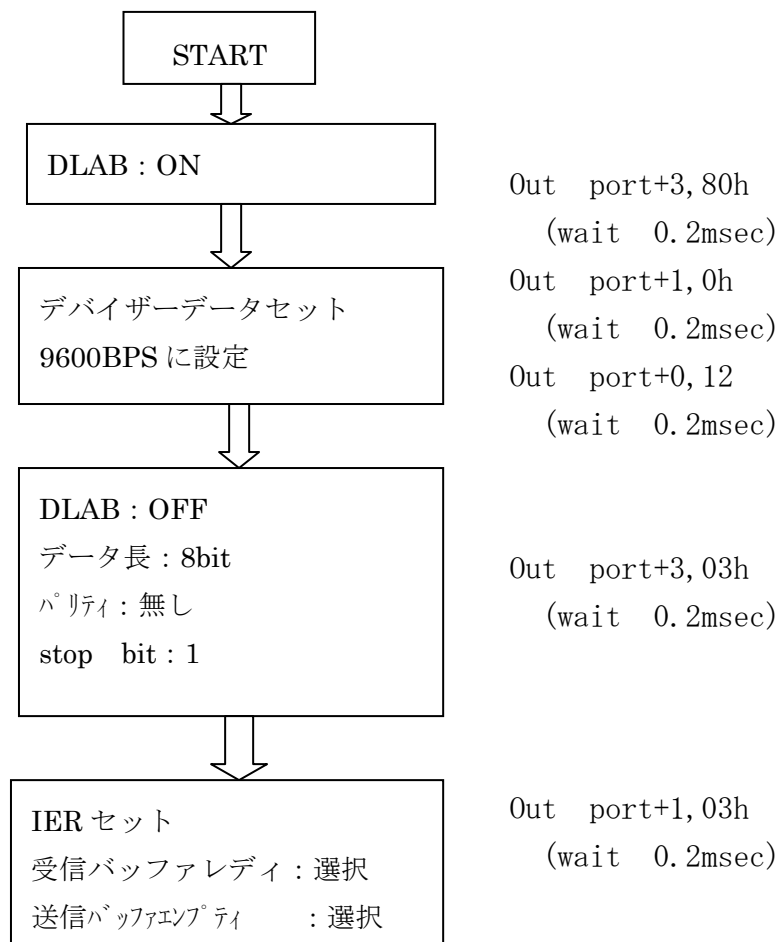 START
DLAB：ON
Out port+3,80h
(wait 0.2msec)
デバイザーデータセット
9600BPS に設定
Out port+1,0h
(wait 0.2msec)
Out port+0,12
(wait 0.2msec)
DLAB：OFF
データ長：8bit
ﾊﾟﾘﾃｨ：無し
stop bit：1
Out port+3,03h
(wait 0.2msec)
IER セット
受信バッファレディ：選択
送信ﾊﾞｯﾌｧｴﾝﾌﾟﾃｨ ：選択
Out port+1,03h
(wait 0.2msec)